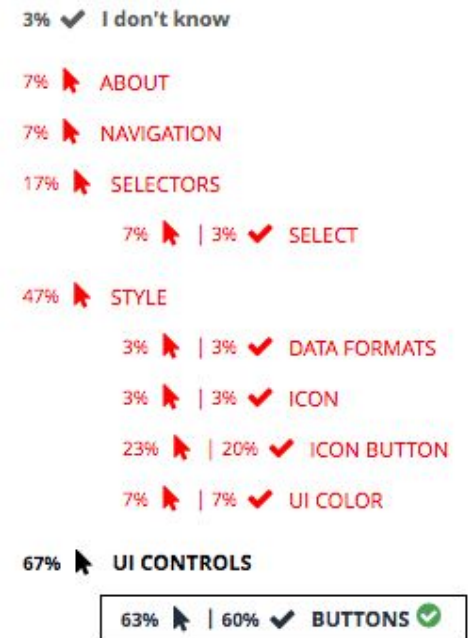 3% I don't know
7% ABOUT
7% NAVIGATION
17% SELECTORS
7% | 3% SELECT
47% STYLE
3% | 3% DATA FORMATS
3% | 3% ICON
23% | 20% ICON BUTTON
7% | 7% UI COLOR
67% UI CONTROLS
63% | 60% BUTTONS